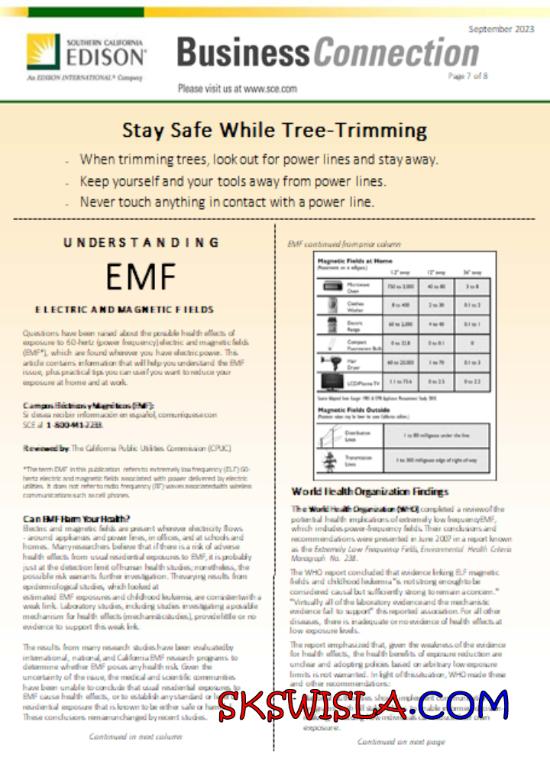 September 2023
SOUTHERN CALIFORNIA
EDISON®
An EDISON INTERNATIONAL® Company
BusinessConnection
Page 7 of 8
Please visit us at www.sce.com
Stay Safe While Tree-Trimming
- When trimming trees, look out for power lines and stay away.
- Keep yourself and your tools away from power lines.
- Never touch anything in contact with a power line.
UNDERSTANDING
EMF
ELECTRIC AND MAGNETIC FIELDS
Questions have been raised about the possible health effects of
exposure to 60-hertz (power frequency) electric and magnetic fields
(EMF*), which are found wherever you have electric power. This
article contains information that will help you understand the EMF
issue, plus practical tips you can use if you want to reduce your
exposure at home and at work.
Campos Eléctricos y Magnéticos (EMF):
Si desea recibir información en español, comuníquese con
SCE al 1-800-441-2233.
Reviewed by: The California Public Utilities Commission (CPUC)
*The term EMF in this publication refers to extremely low frequency (ELF) 60-
hertz electric and magnetic fields associated with power delivered by electric
utilities. It does not refer to radio frequency (RF) waves associated with wireless
communications such as cell phones.
Can EMF Harm Your Health?
Electric and magnetic fields are present wherever electricity flows
- around appliances and power lines, in offices, and at schools and
homes. Many researchers believe that if there is a risk of adverse
health effects from usual residential exposures to EMF, it is probably
just at the detection limit of human health studies; nonetheless, the
possible risk warrants further investigation. The varying results from
epidemiological studies, which looked at
estimated EMF exposures and childhood leukemia, are consistent with a
weak link. Laboratory studies, including studies investigating a possible
mechanism for health effects (mechanistic studies), provide little or no
evidence to support this weak link.
The results from many research studies have been evaluated by
international, national, and California EMF research programs to
determine whether EMF poses any health risk. Given the
uncertainty of the issue, the medical and scientific communities
have been unable to conclude that usual residential exposures to
EMF cause health effects, or to establish any standard or
residential exposure that is known to be either safe or
These conclusions remain unchanged by recent studies.
Continued in next column
EMF continued from prior column
Magnetic Fields at Home
1.2" away 12" away 36" away
Microwave Oven 750 to 2,000 40 to 80 3 to 8
Clothes Washer 8 to 400 2 to 30 0.1 to 2
Electric Range 60 to 2,000 4 to 40 0.1 to 1
Compact Fluorescent Bulb 0 to 32.8 0 to 0.1 0
Hair Dryer 60 to 20,000 1 to 70 0.1 to 3
LCD/Plasma TV 1.1 to 73.6 0 to 2.5 0 to 2.2
Magnetic Fields Outside
Distribution Lines 1 to 80 milligauss under the line
Transmission Lines 1 to 300 milligauss edge of right of way
World Health Organization Findings
The World Health Organization (WHO) completed a review of the
potential health implications of extremely low frequency EMF,
which includes power-frequency fields. Their conclusions and
recommendations were presented in June 2007 in a report known
as the Extremely Low Frequency Fields, Environmental Health Criteria
Monograph No. 238.
The WHO report concluded that evidence linking ELF magnetic
fields and childhood leukemia "is not strong enough to be
considered causal but sufficiently strong to remain a concern."
"Virtually all of the laboratory evidence and the mechanistic
evidence fail to support" this reported association. For all other
diseases, there is inadequate or no evidence of health effects at
low exposure levels.
The report emphasized that, given the weakness of the evidence
for health effects, the health benefits of exposure reduction are
unclear and adopting policies based on arbitrary low exposure
limits is not warranted. In light of this situation, WHO made these
and other recommendations:
exposure.
Continued on next page
SKSWISLA.COM